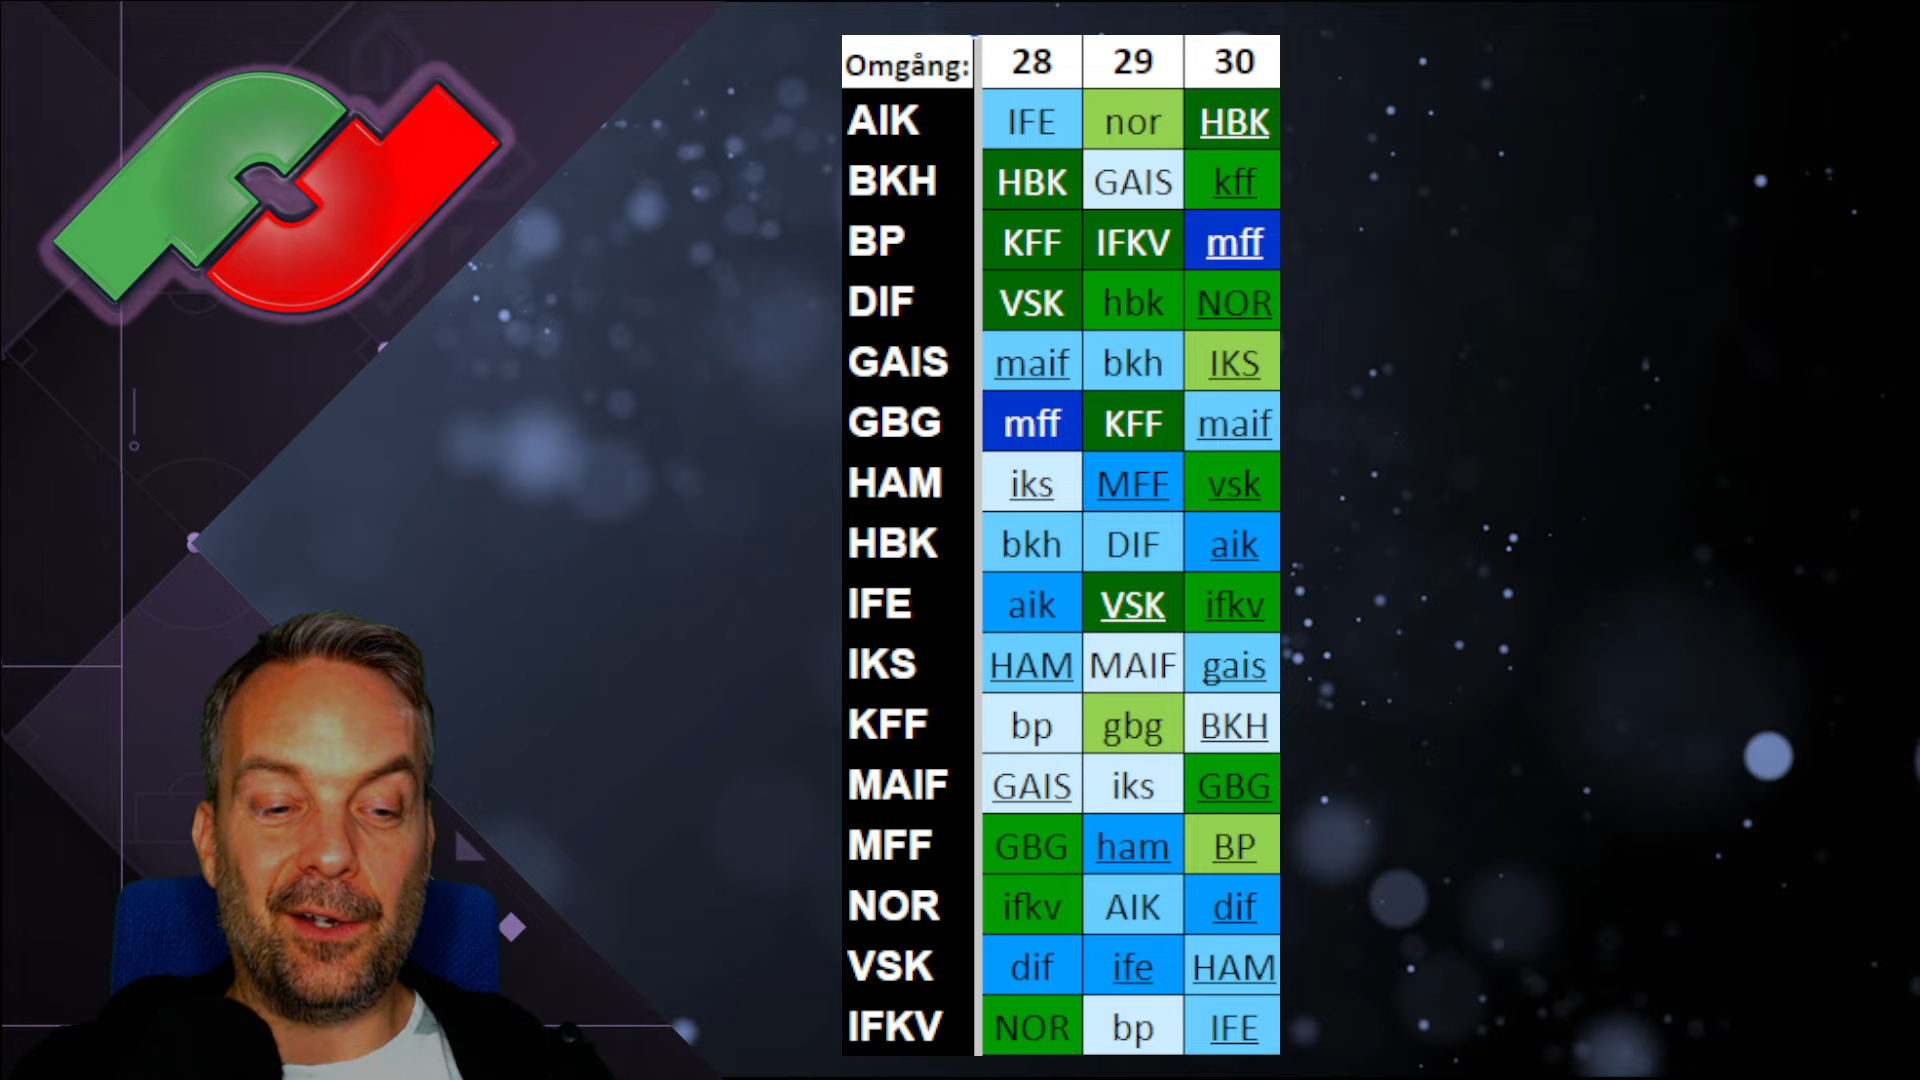 Omgång: 28 29 30
AIK IFE nor HBK
BKH HBK GAIS kff
BP KFF IFKV mff
DIF VSK hbk NOR
GAIS maif bkh IKS
GBG mff KFF maif
HAM iks MFF vsk
HBK bkh DIF aik
IFE aik VSK ifkv
IKS HAM MAIF gais
KFF bp gbg BKH
MAIF GAIS iks GBG
MFF GBG ham BP
NOR ifkv AIK dif
VSK dif ife HAM
IFKV NOR bp IFE